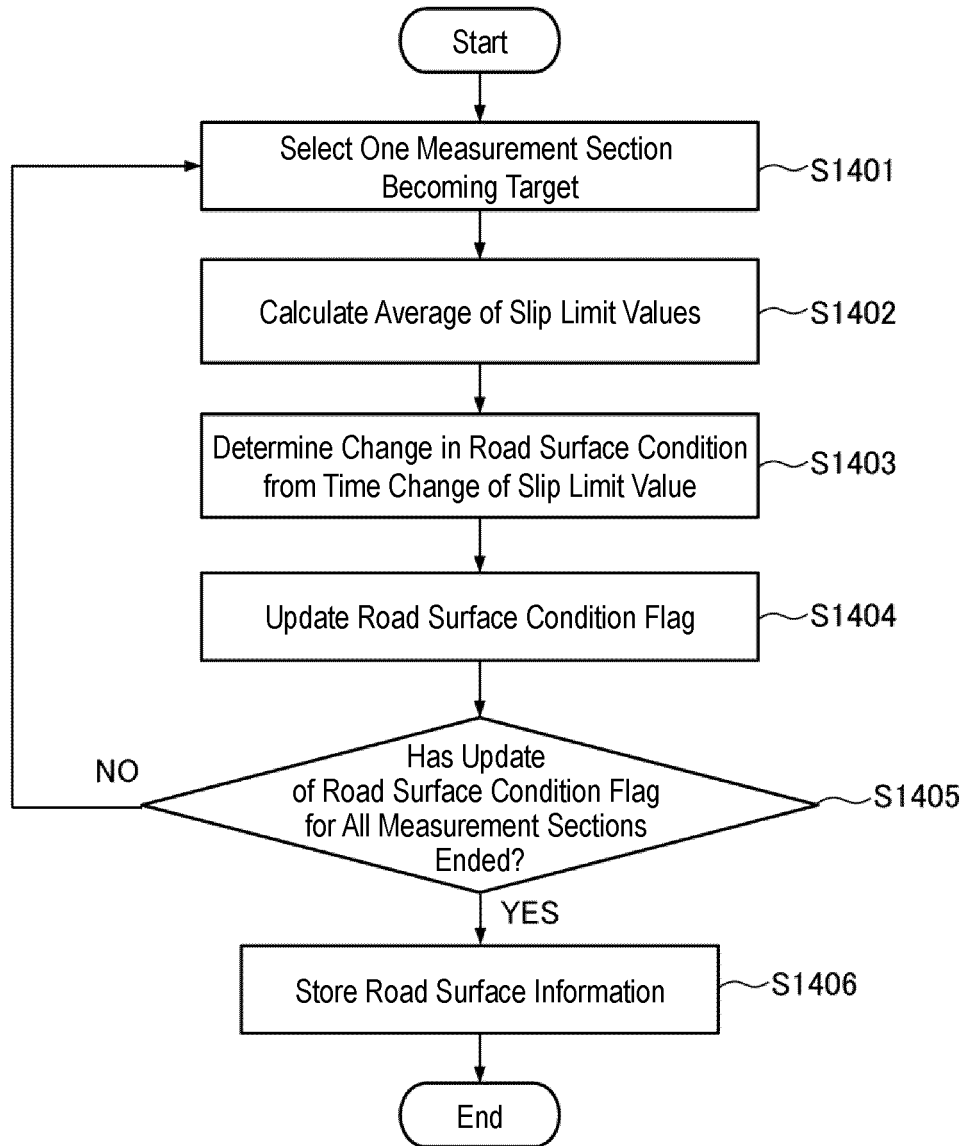 Start
Select One Measurement Section
Becoming Target
S1401
Calculate Average of Slip Limit Values
S1402
Determine Change in Road Surface Condition
from Time Change of Slip Limit Value
S1403
Update Road Surface Condition Flag
S1404
Has Update
of Road Surface Condition Flag
for All Measurement Sections
Ended?
S1405
NO
YES
Store Road Surface Information
S1406
End